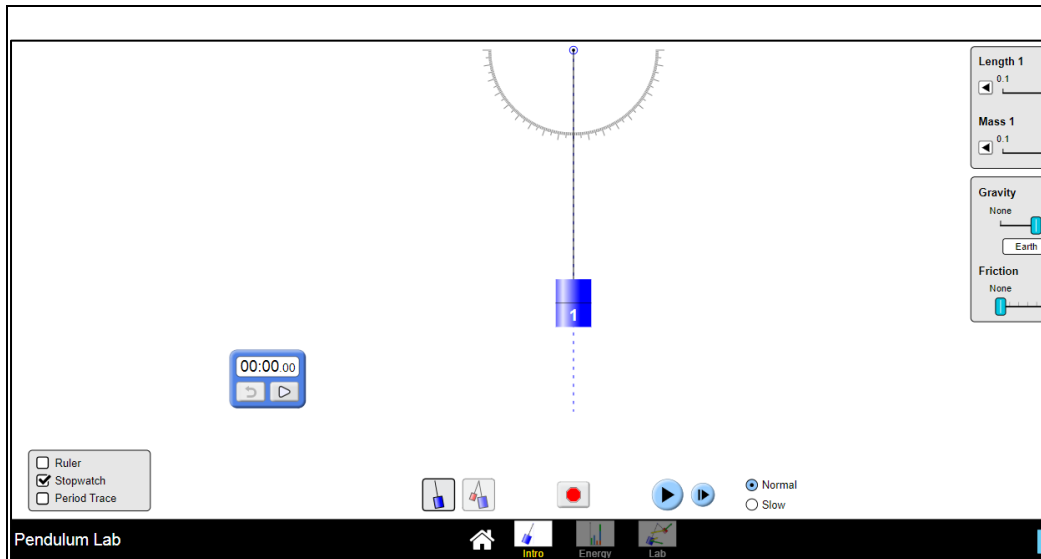 Length 1
0.1
Mass 1
0.1
Gravity
None
Earth
Friction
None
1
00:00.00
Ruler
Stopwatch
Period Trace
Normal
Slow
Pendulum Lab
Intro
Energy
Lab